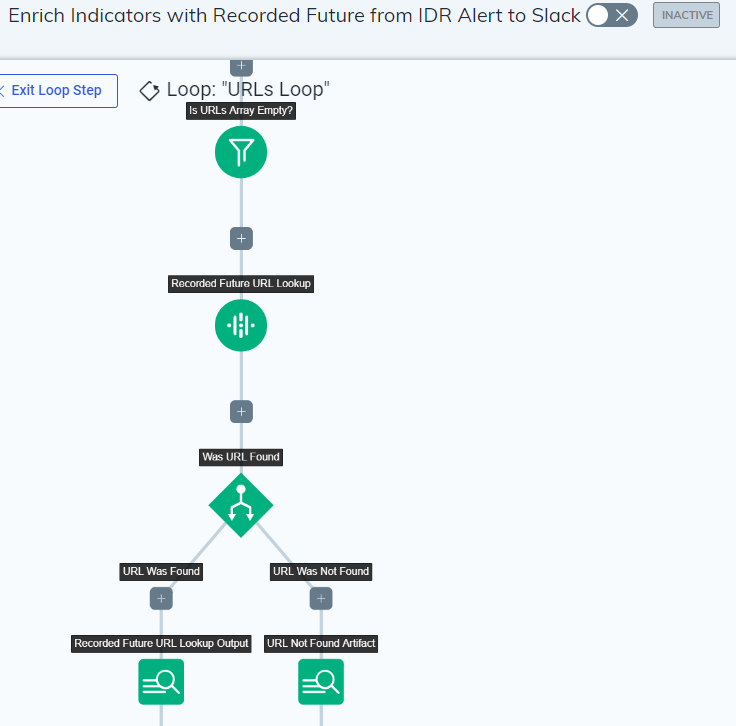 Enrich Indicators with Recorded Future from IDR Alert to Slack
INACTIVE
Exit Loop Step
Loop: "URLs Loop"
Is URLs Array Empty?
Recorded Future URL Lookup
Was URL Found
URL Was Found
URL Was Not Found
Recorded Future URL Lookup Output
URL Not Found Artifact